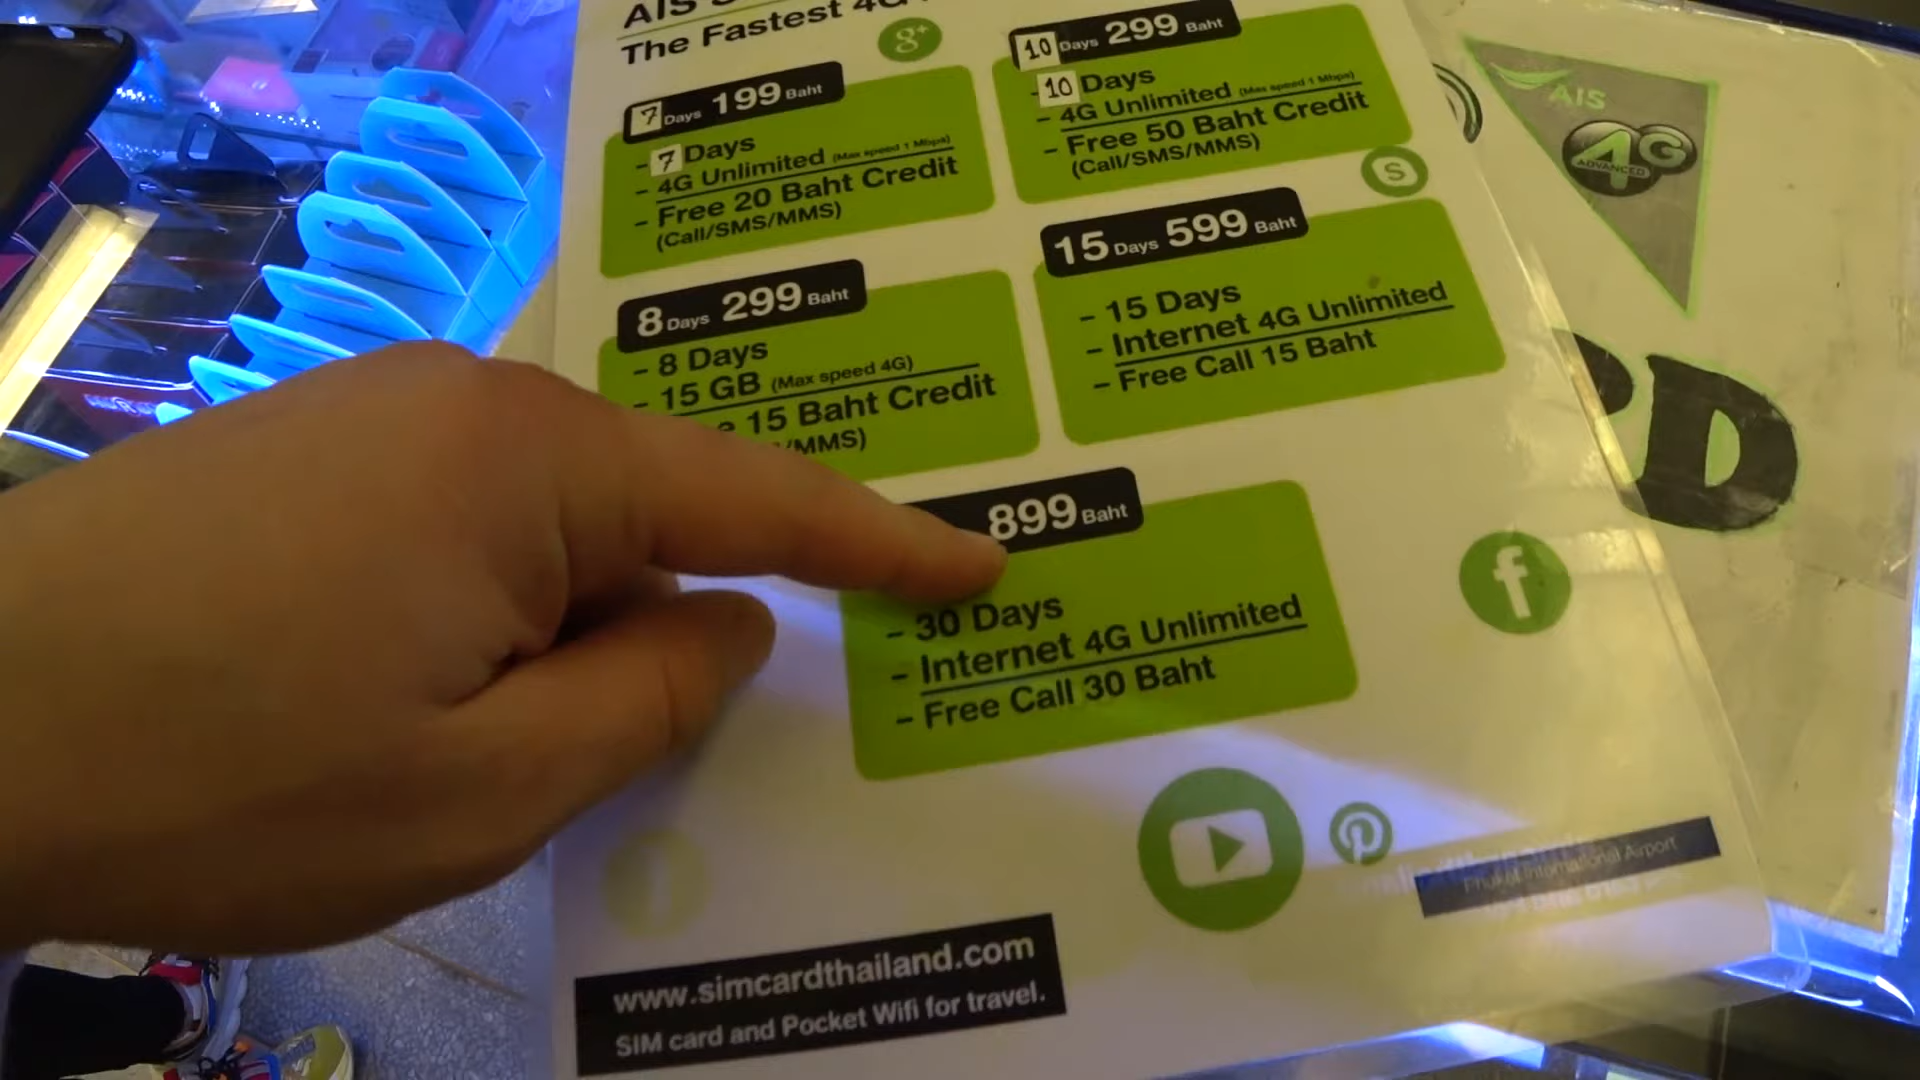 AIS
The Fastest 4G
g+
7 Days 199 Baht
- 7 Days
- 4G Unlimited (Max speed 1 Mbps)
- Free 20 Baht Credit
(Call/SMS/MMS)
10 Days 299 Baht
- 10 Days
- 4G Unlimited (Max speed 1 Mbps)
- Free 50 Baht Credit
(Call/SMS/MMS)
S
8 Days 299 Baht
- 8 Days
- 15 GB (Max speed 4G)
15 Baht Credit
/MMS)
15 Days 599 Baht
- 15 Days
- Internet 4G Unlimited
- Free Call 15 Baht
899 Baht
- 30 Days
- Internet 4G Unlimited
- Free Call 30 Baht
f
Phuket International Airport
www.simcardthailand.com
SIM card and Pocket Wifi for travel.
AIS
4G
ADVANCED
D